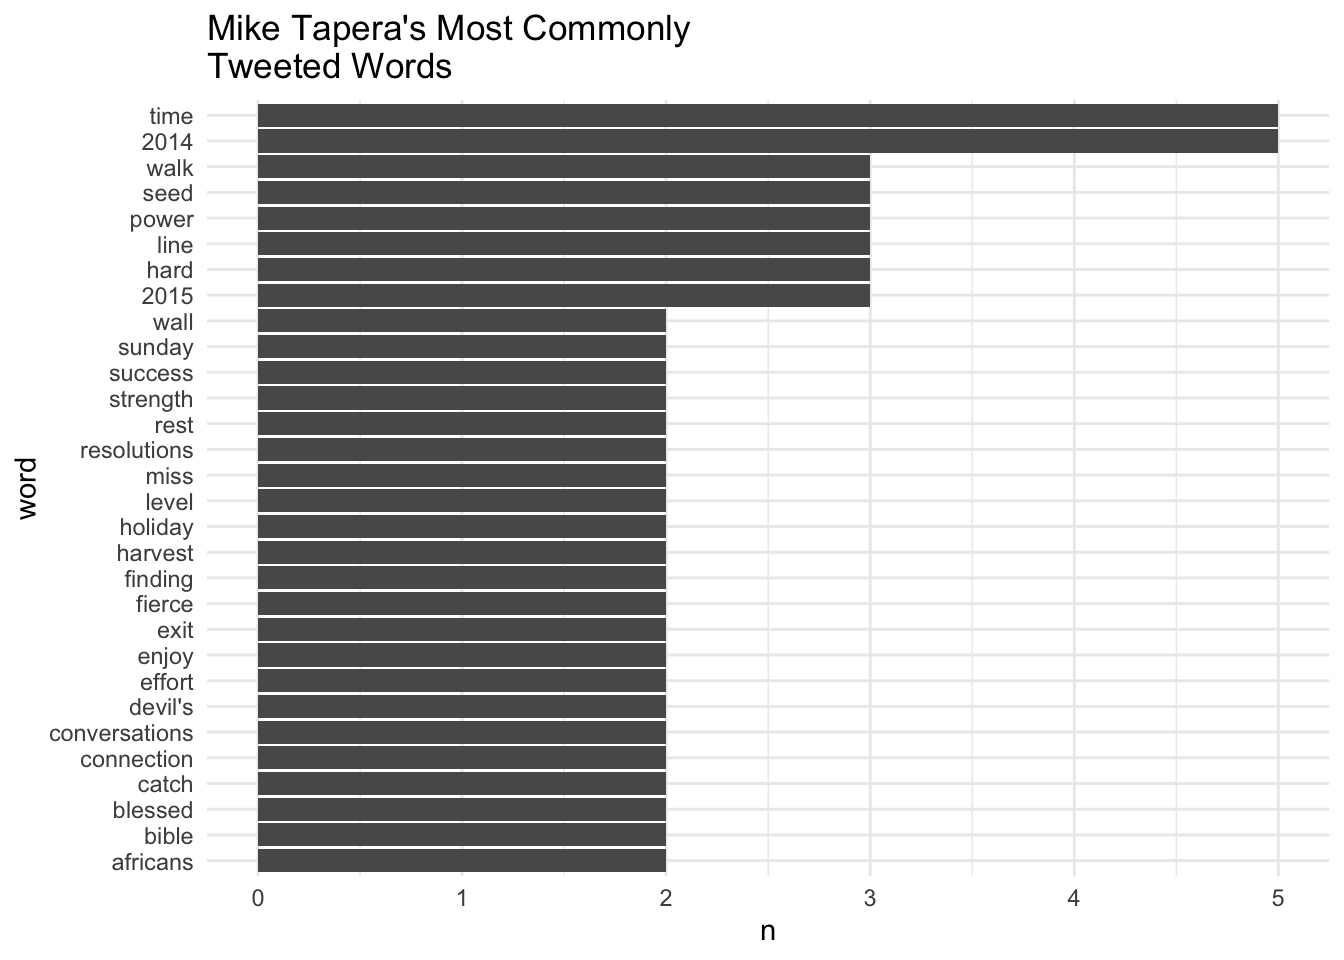 Mike Tapera's Most Commonly
Tweeted Words
time
2014
walk
seed
power
line
hard
2015
wall
sunday
success
strength
rest
resolutions
miss
level
holiday
harvest
finding
fierce
exit
enjoy
effort
devil's
conversations
connection
catch
blessed
bible
africans
word
0 1 2 3 4 5
n